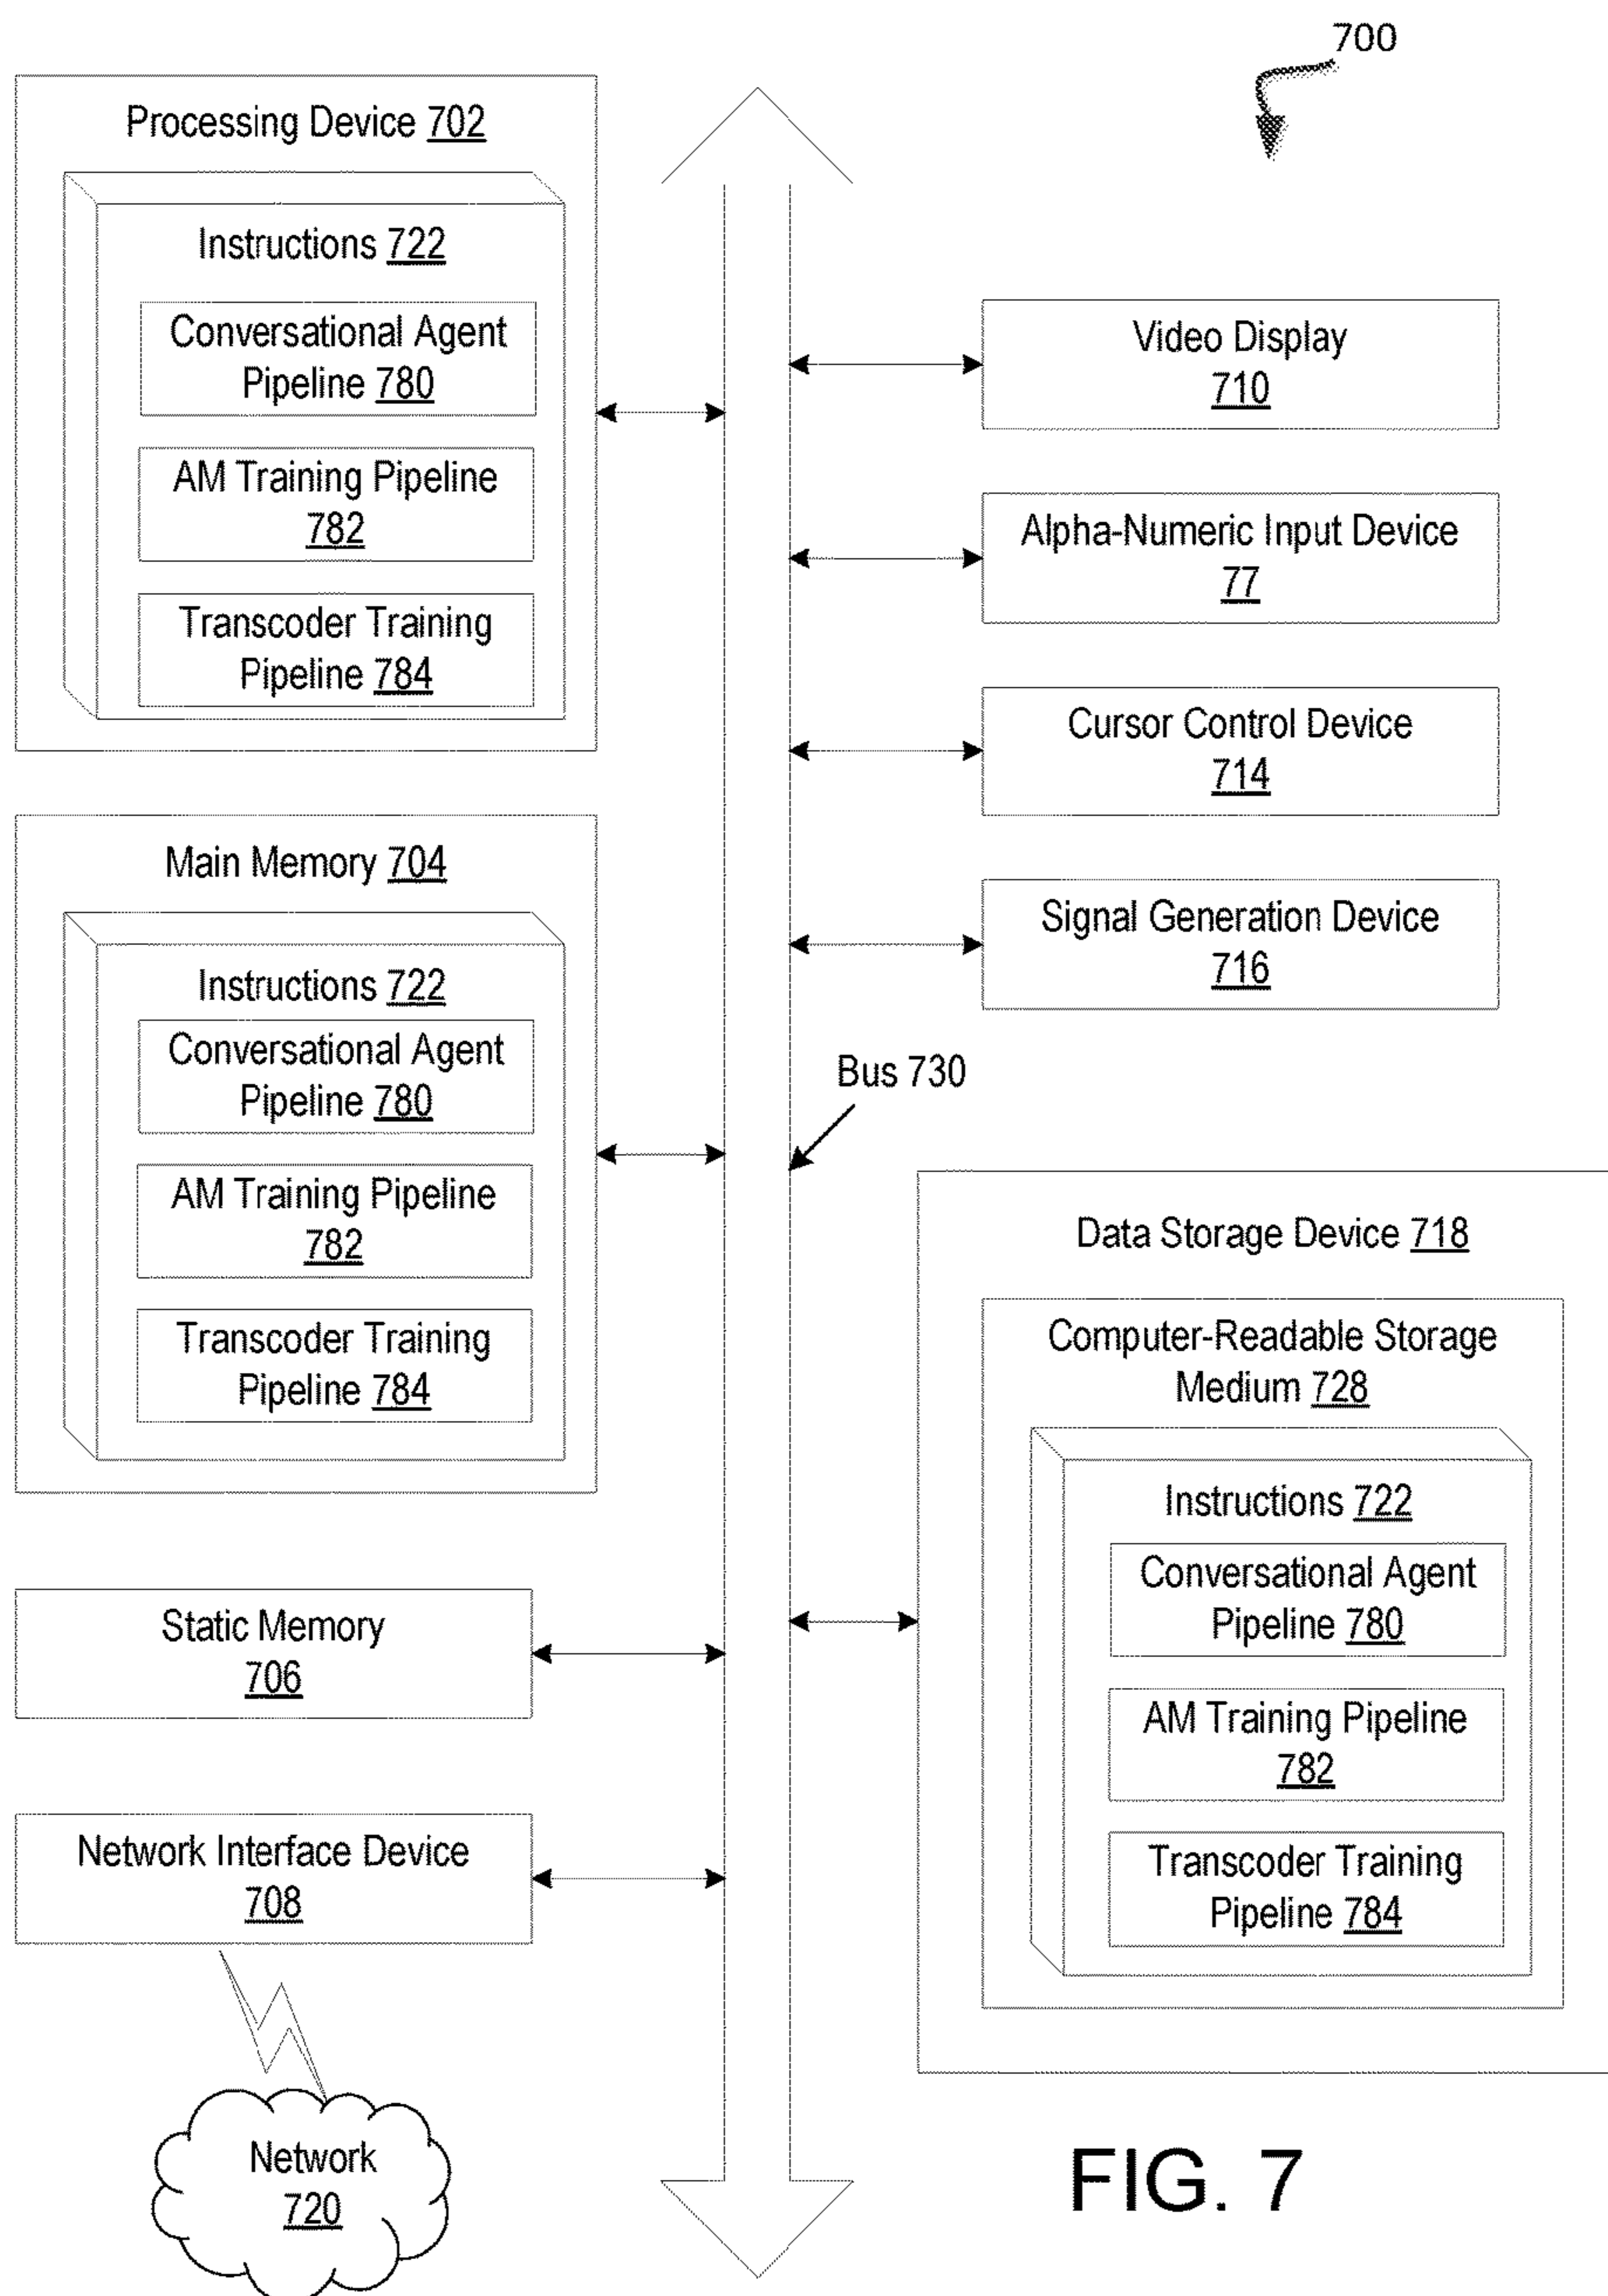 700
Processing Device 702
Instructions 722
Conversational Agent
Pipeline 780
AM Training Pipeline
782
Transcoder Training
Pipeline 784
Main Memory 704
Instructions 722
Conversational Agent
Pipeline 780
AM Training Pipeline
782
Transcoder Training
Pipeline 784
Static Memory
706
Network Interface Device
708
Network
720
Video Display
710
Alpha-Numeric Input Device
77
Cursor Control Device
714
Signal Generation Device
716
Bus 730
Data Storage Device 718
Computer-Readable Storage
Medium 728
Instructions 722
Conversational Agent
Pipeline 780
AM Training Pipeline
782
Transcoder Training
Pipeline 784
FIG. 7